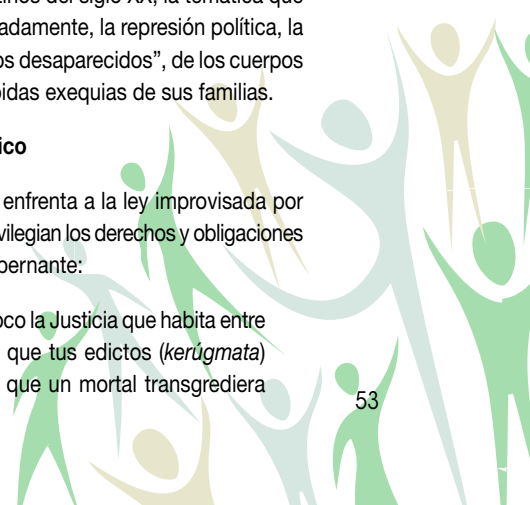 tinos del siglo XX, la temática que
adamente, la represión política, la
os desaparecidos”, de los cuerpos
bidas exequias de sus familias.
ico
enfrenta a la ley improvisada por
vilegian los derechos y obligaciones
bernante:
oco la Justicia que habita entre
que tus edictos (kerúgmata)
que un mortal transgrediera
53